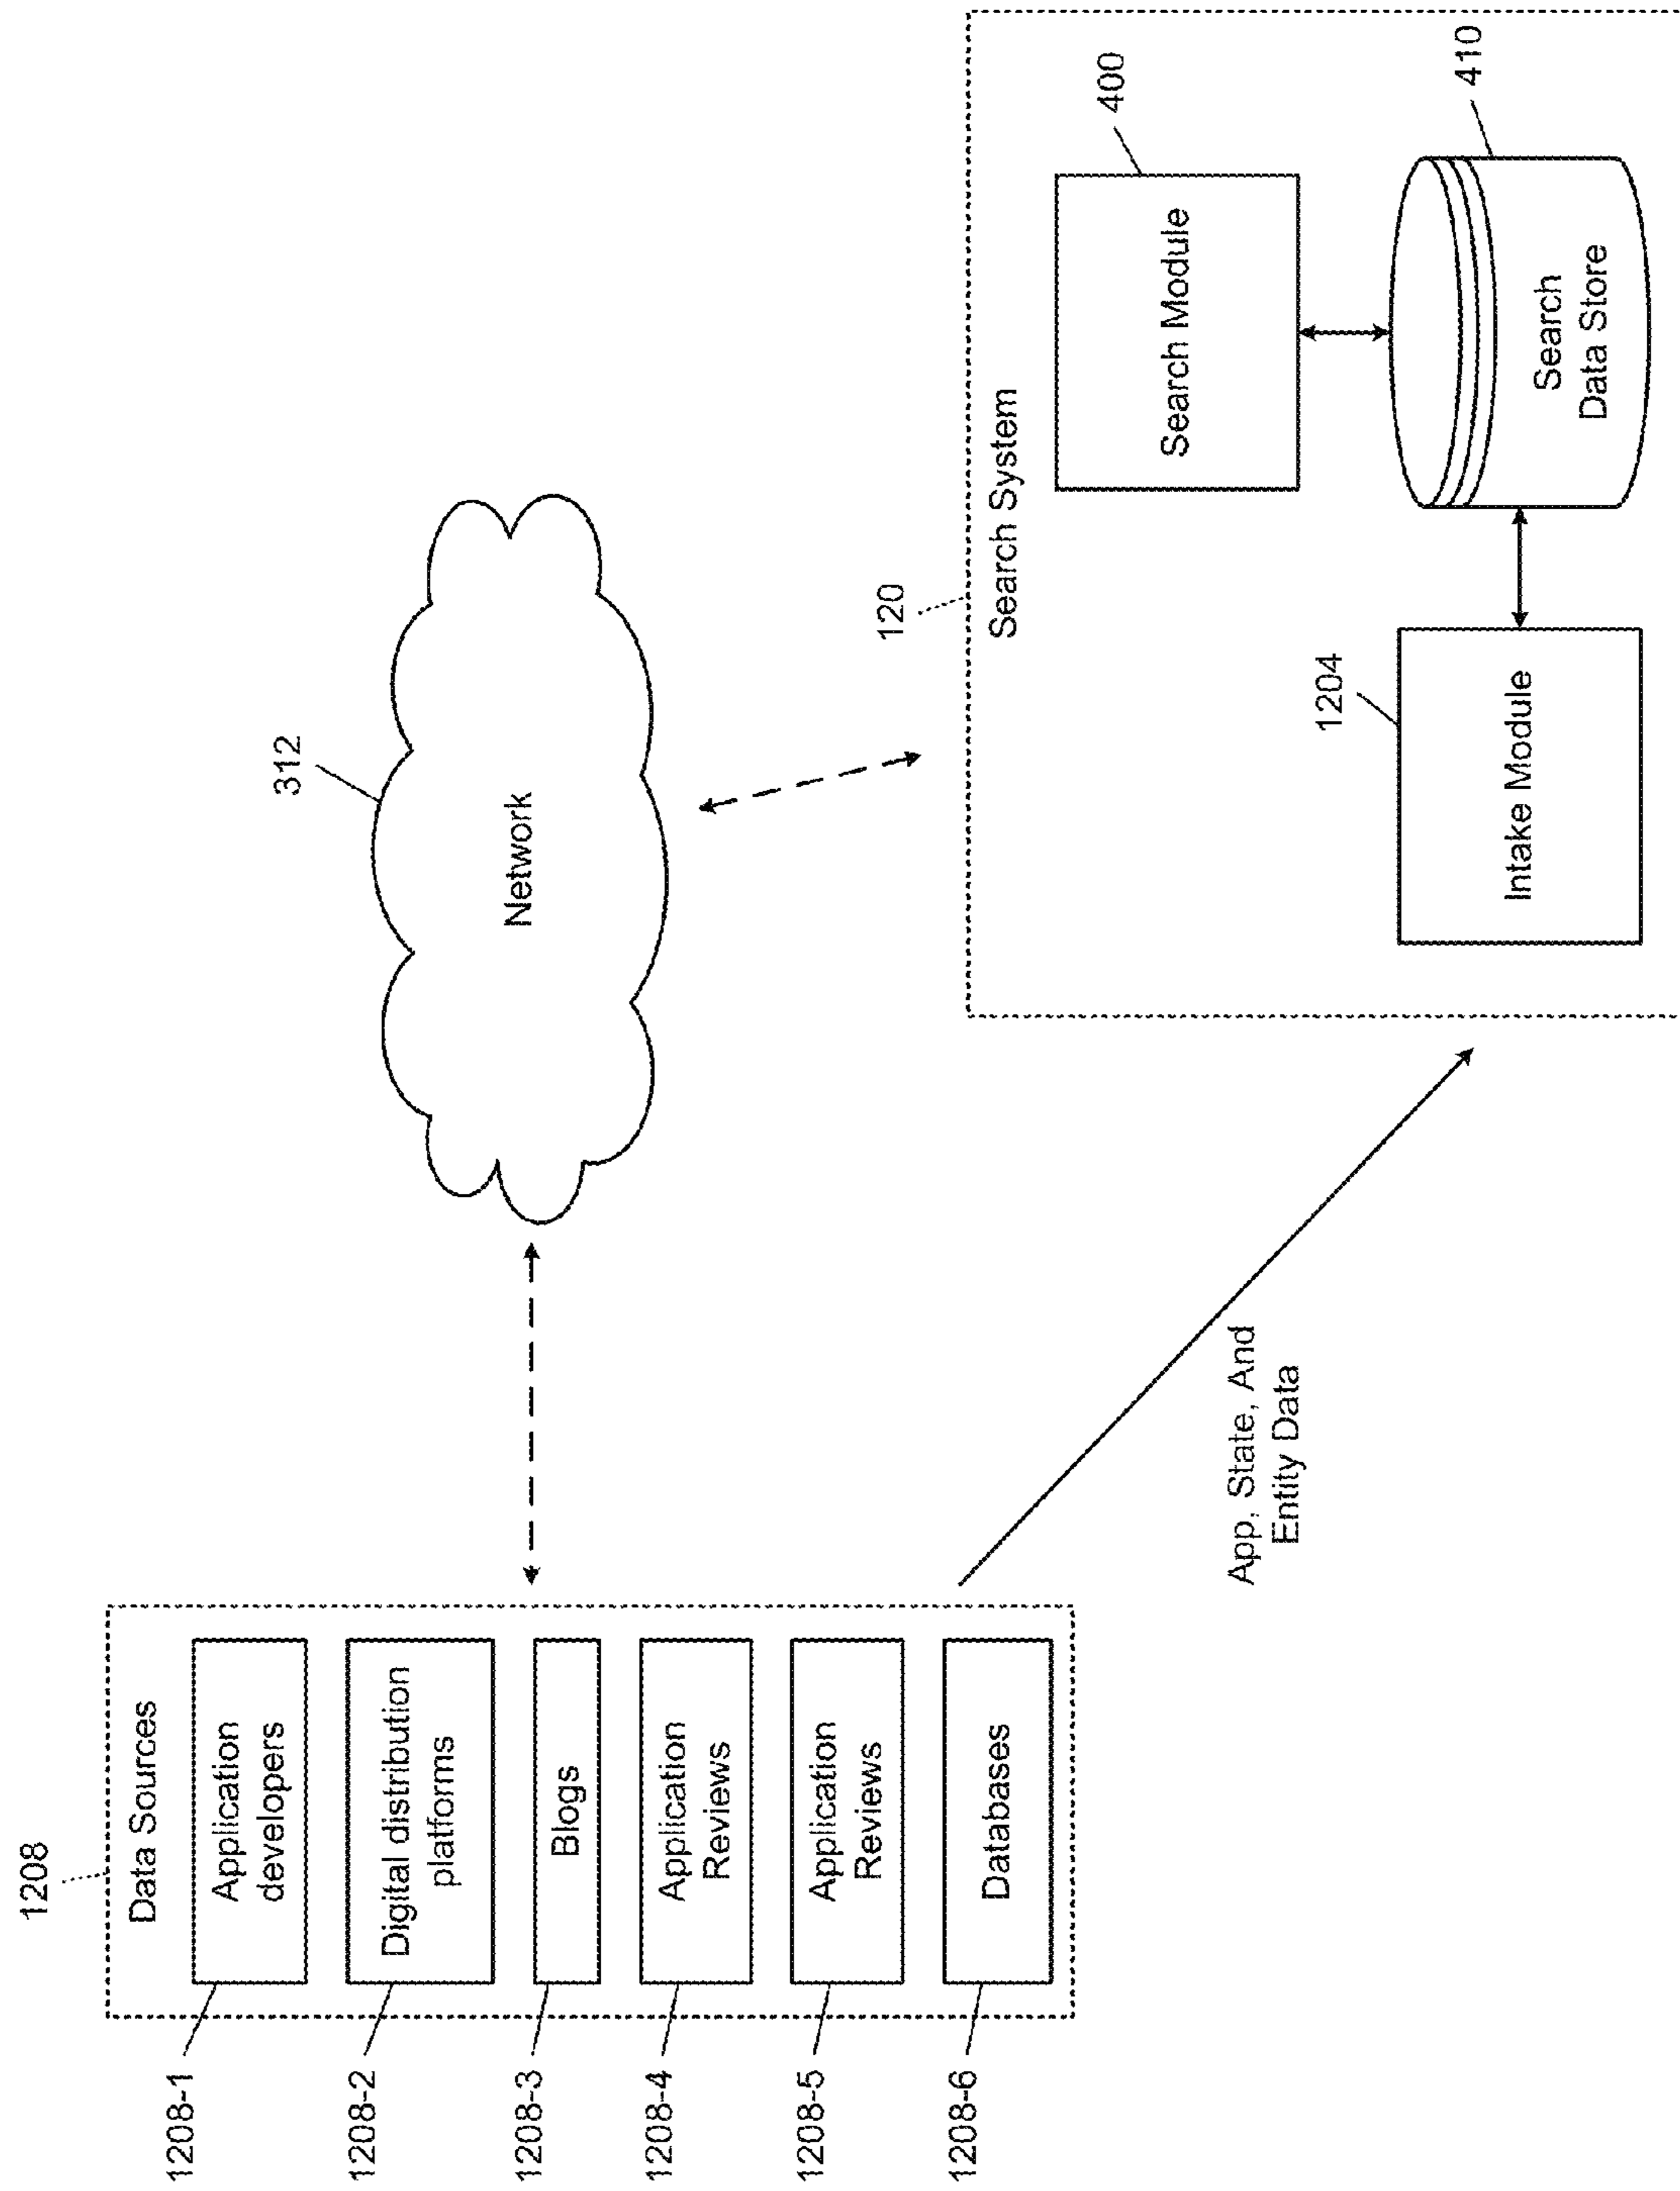 1208
Data Sources
Application
developers
Digital distribution
platforms
Blogs
Application
Reviews
Application
Reviews
Databases
1208-1
1208-2
1208-3
1208-4
1208-5
1208-6
312
Network
App, State, And
Entity Data
120
Search System
Search Module
400
1204
Intake Module
Search
Data Store
410